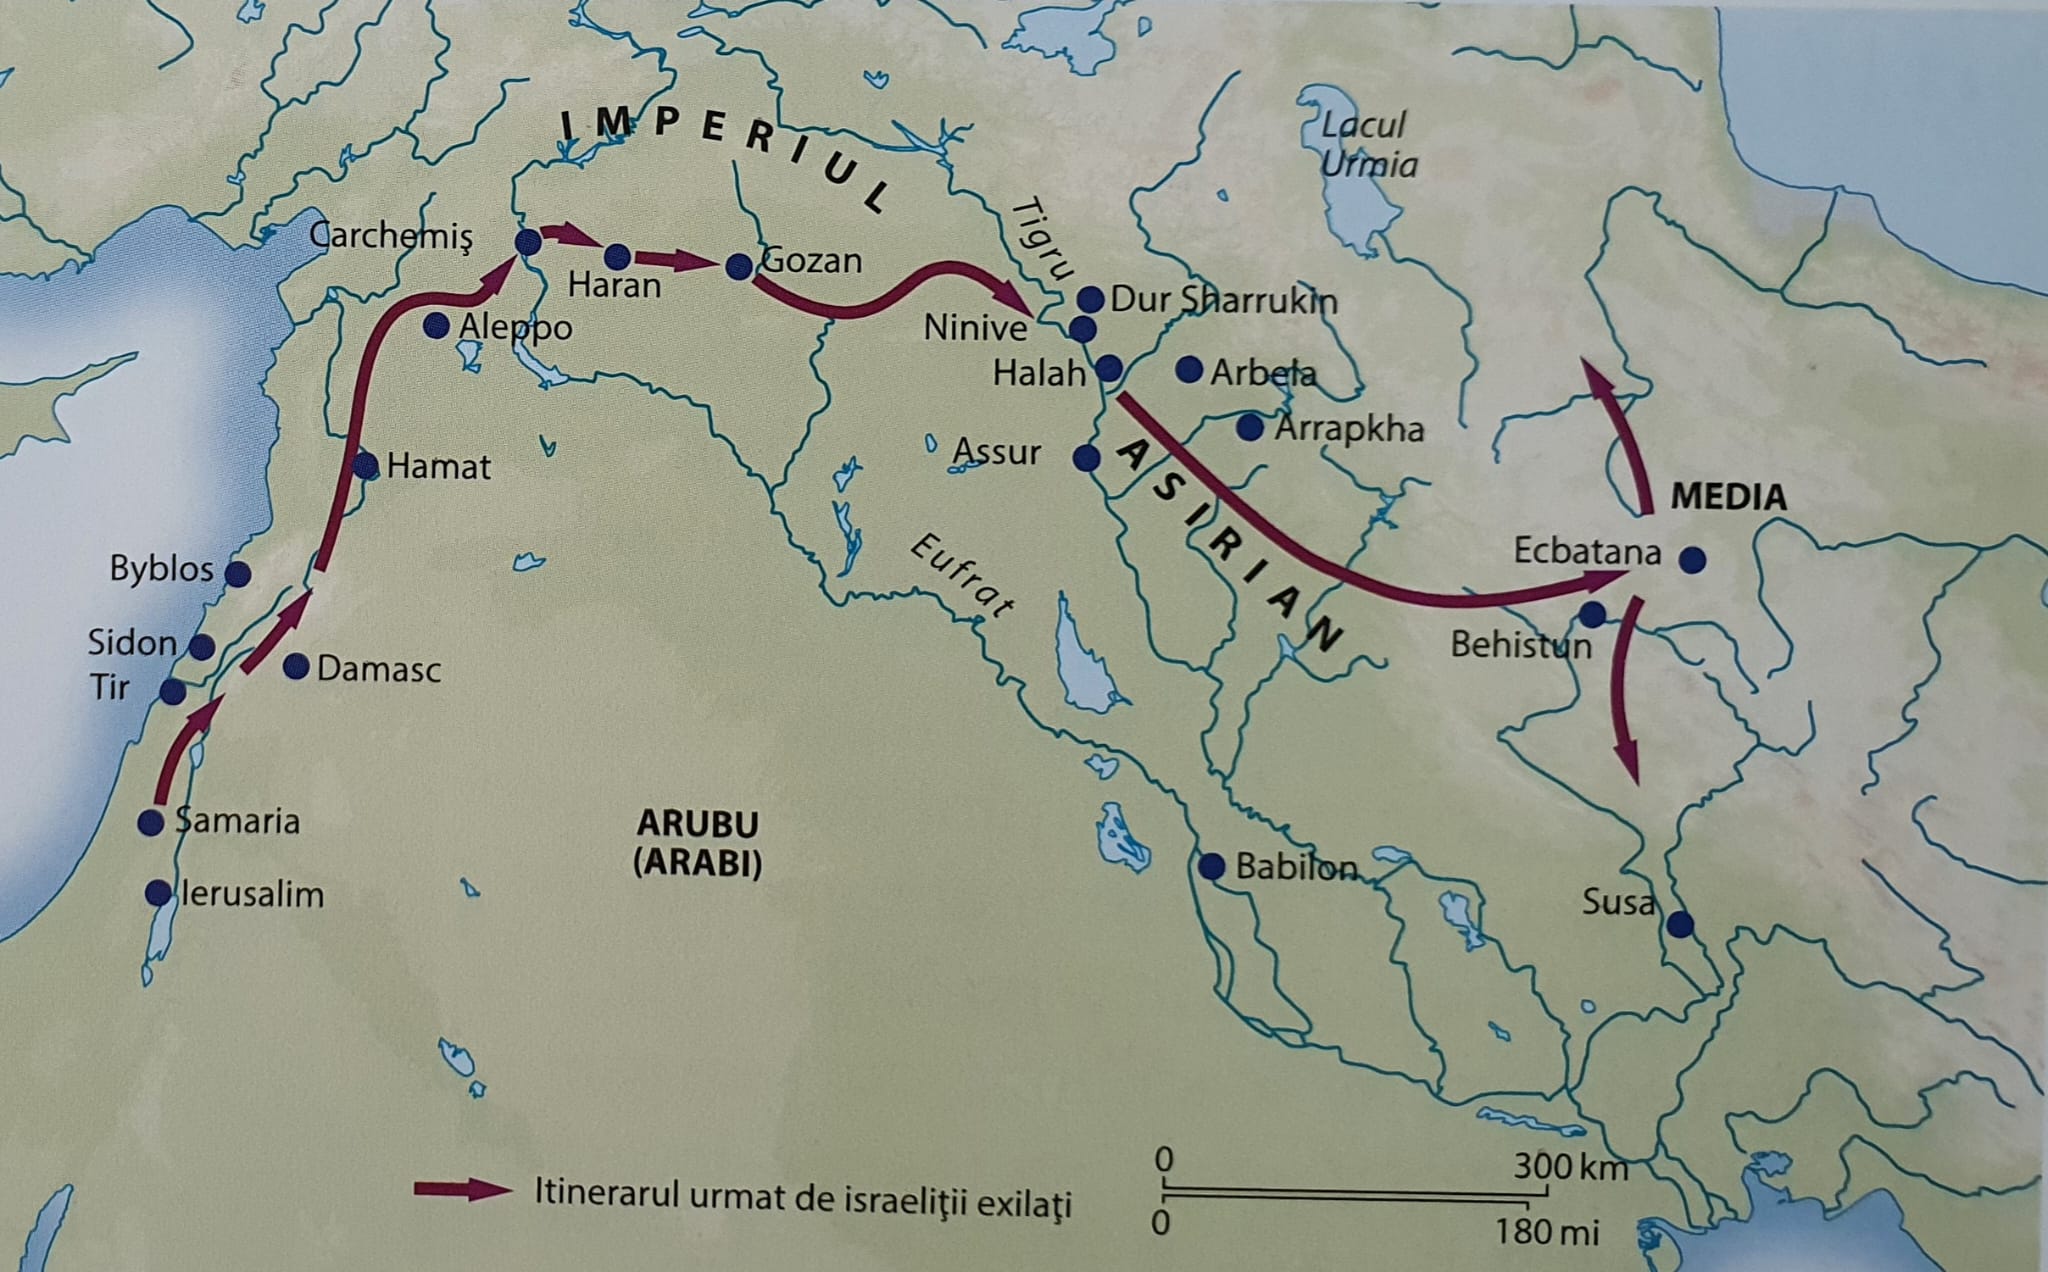 IMPERIUL
ASIRIAN
Lacul
Urmia
Tigru
Carchemiş
Haran
Gozan
Dur Sharrukin
Ninive
Aleppo
Halah
Arbela
Arrapkha
Assur
Hamat
MEDIA
Ecbatana
Eufrat
Byblos
Behistun
Sidon
Damasc
Tir
Samaria
ARUBU
(ARABI)
Babilon
Ierusalim
Susa
Itinerarul urmat de israeliţii exilaţi
0 300 km
0 180 mi